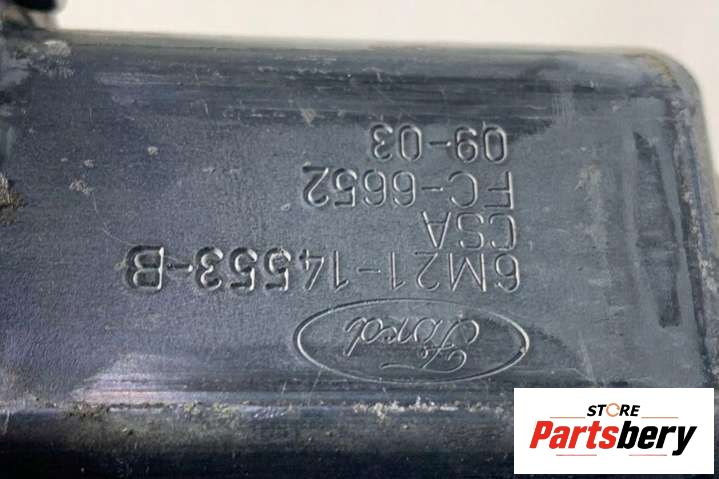 Ford
6M21-14553-B
CSA
FC-6652
09-03
STORE
Partsbery